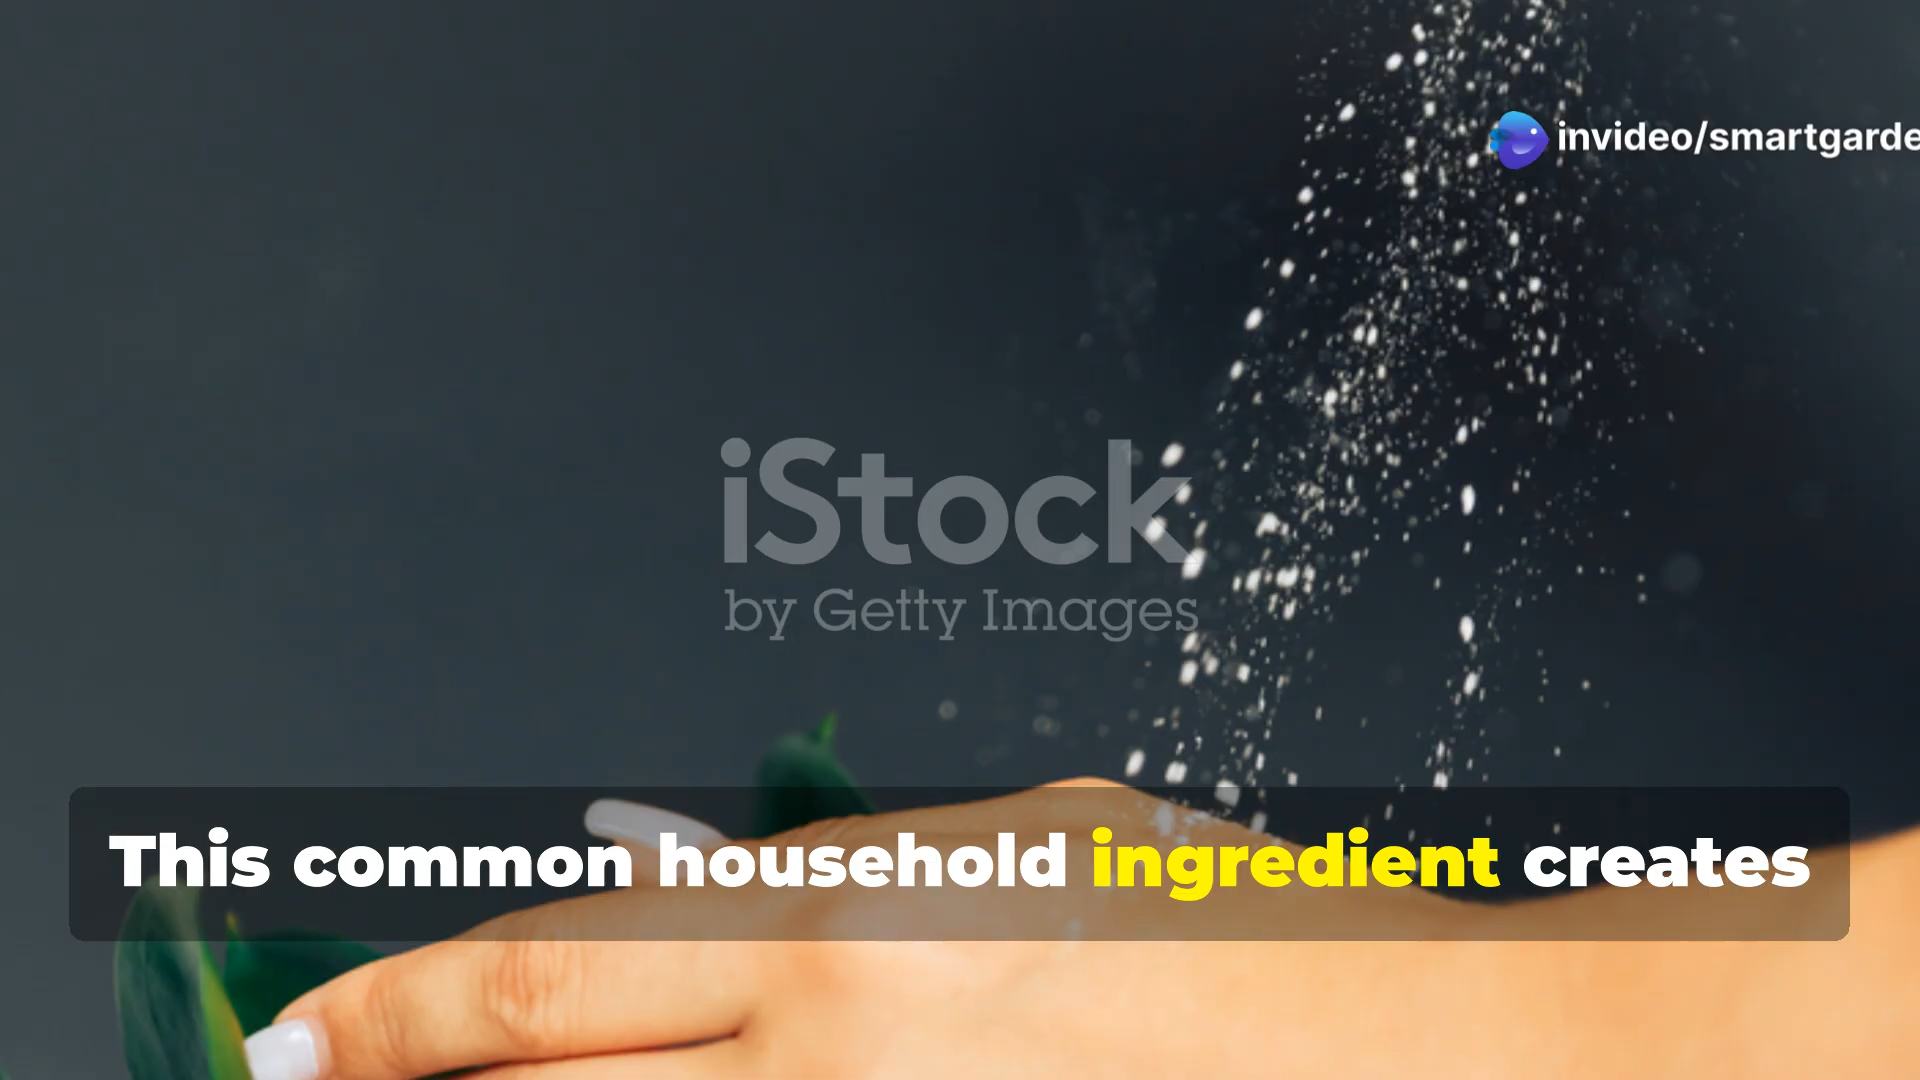 invideo/smartgarde
iStock
by Getty Images
This common household ingredient creates